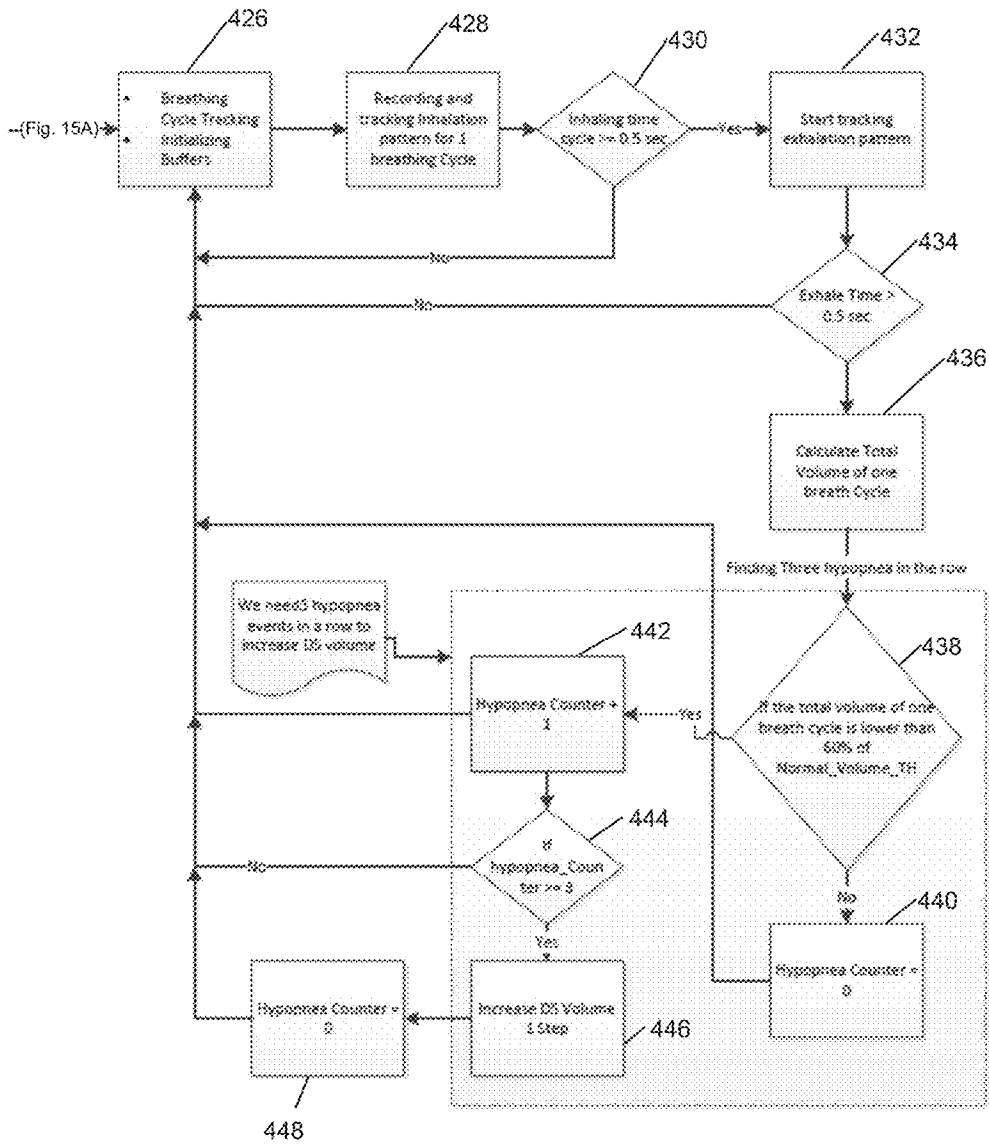 426
428
430
432
--(Fig. 15A)
Breathing
Cycle Tracking
Initializing
Buffers
Recording and
tracking inhalation
pattern for 1
breathing Cycle
Inhaling time
cycle >= 0.5 sec
Yes
Start tracking
exhalation pattern
No
434
Exhale Time >
0.5 sec
No
436
Calculate Total
Volume of one
breath Cycle
Finding Three hypopnea in the row
We need3 hypopnea
events in a row to
increase DS volume
442
Hypopnea Counter +
1
Yes
438
If the total volume of one
breath cycle is lower than
60% of
Normal_Volume_TH
444
If
hypopnea_Coun
ter >= 3
No
Yes
No
440
Hypopnea Counter =
0
Increase DS Volume
1 Step
446
Hypopnea Counter =
0
448